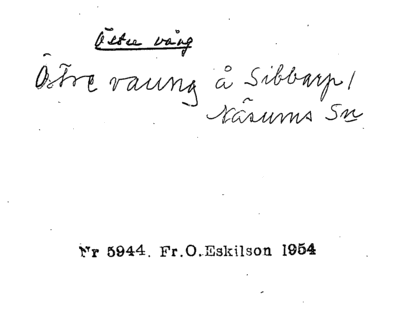 Östre vång
Östre vaung å Sibbarp/
Näsums Sn
Nr 5944. Fr.O.Eskilson 1954